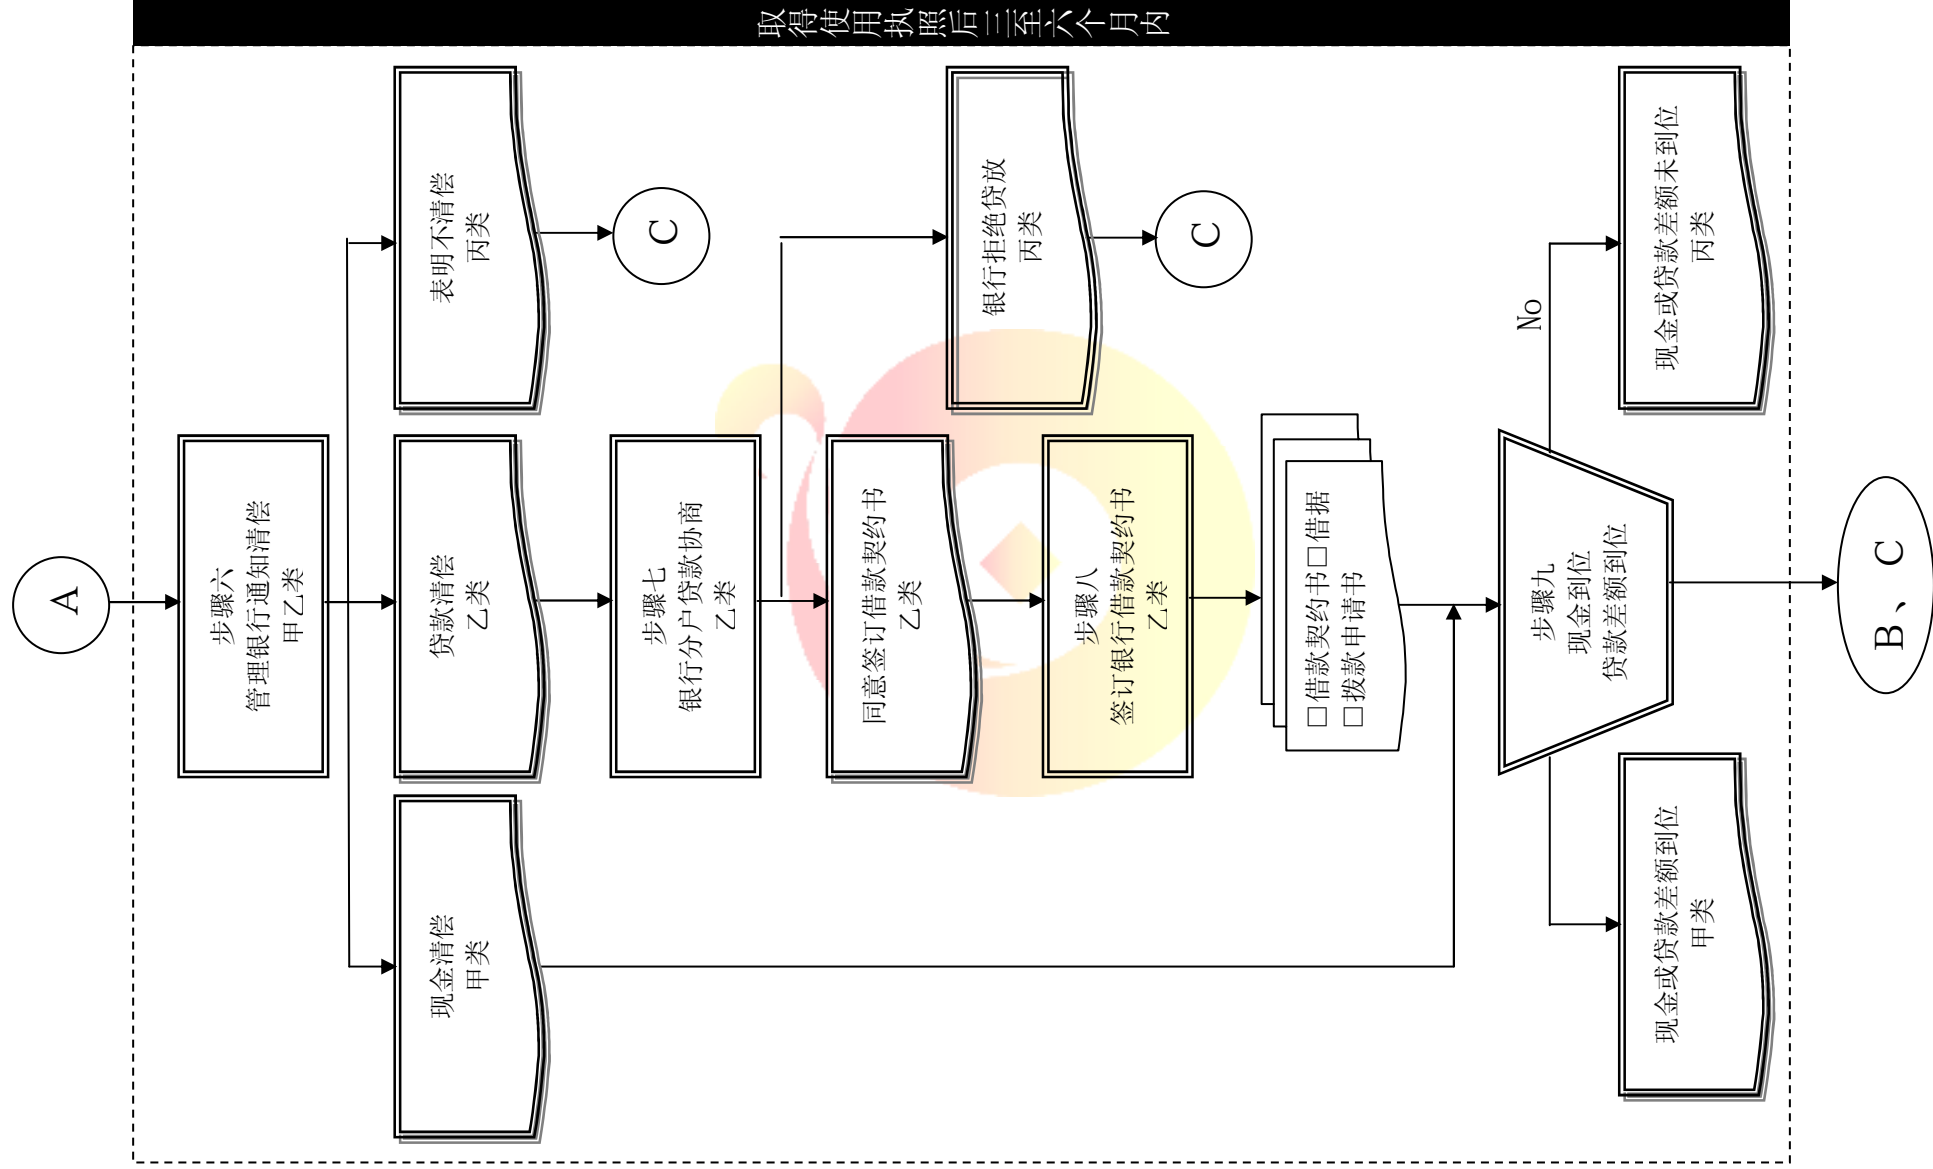 取得使用执照后三至六个月内
A
步骤六
管理银行通知清偿
甲乙类
现金清偿
甲类
贷款清偿
乙类
表明不清偿
丙类
C
步骤七
银行分户贷款协商
乙类
同意签订借款契约书
乙类
银行拒绝贷放
丙类
C
步骤八
签订银行借款契约书
乙类
□借款契约书□借据
□拨款申请书
步骤九
现金到位
贷款差额到位
No
现金或贷款差额到位
甲类
现金或贷款差额未到位
丙类
B、C